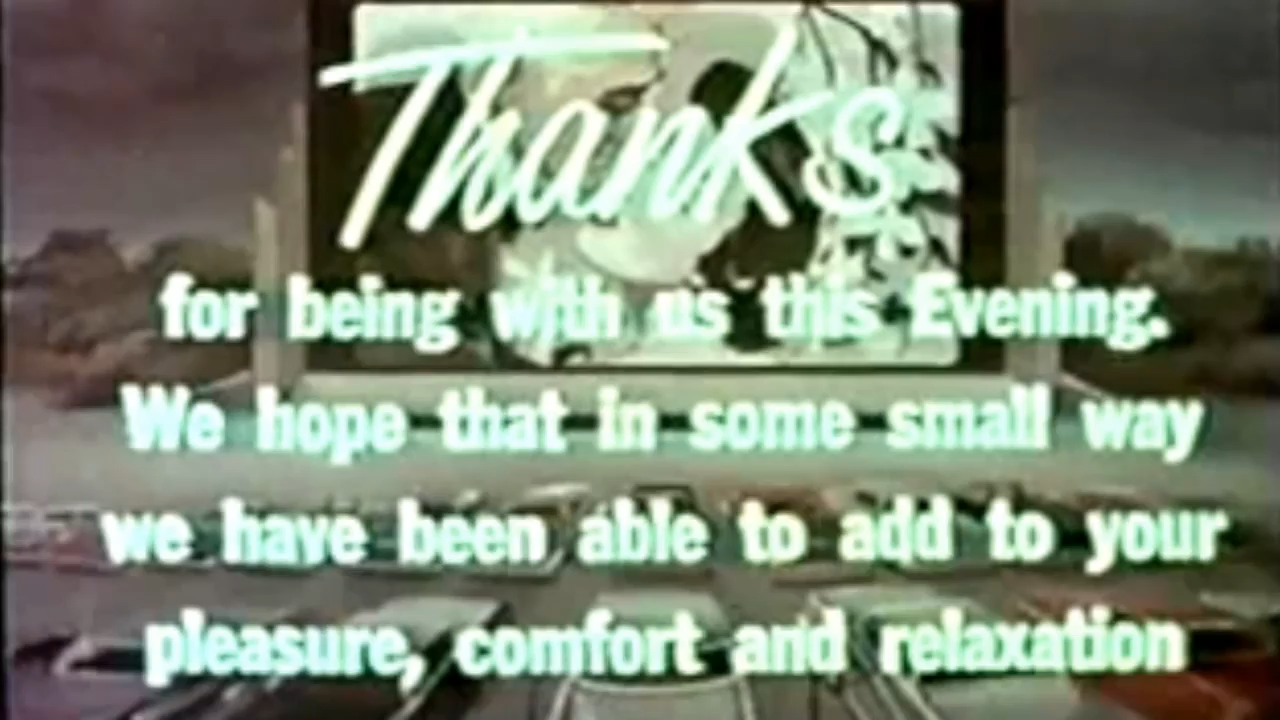 Thanks
for being with us this Evening.
We hope that in some small way
we have been able to add to your
pleasure, comfort and relaxation